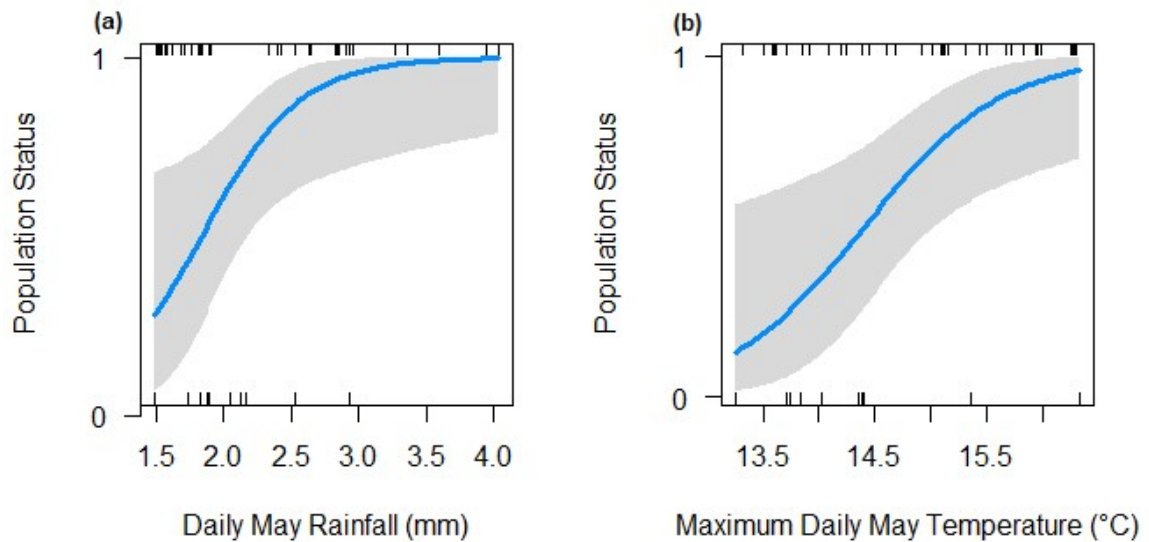 (a)
1
Population Status
0
1.5 2.0 2.5 3.0 3.5 4.0
Daily May Rainfall (mm)
(b)
1
Population Status
0
13.5 14.5 15.5
Maximum Daily May Temperature (°C)